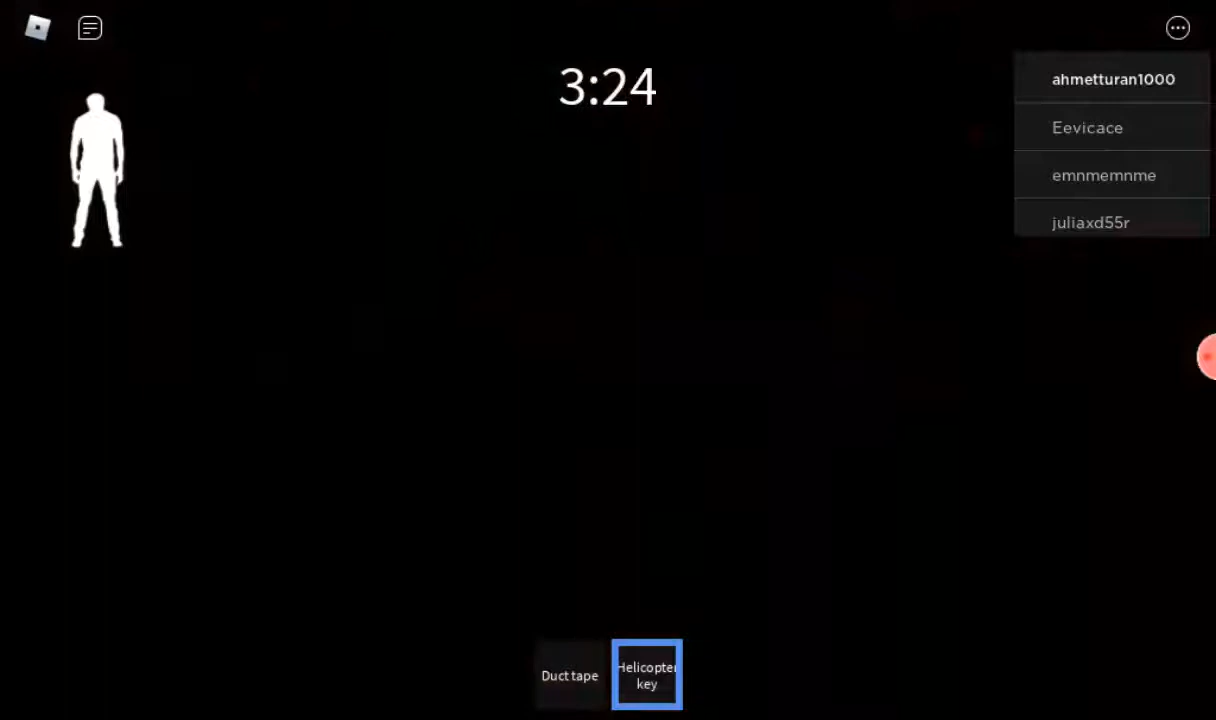 3:24
ahmetturan1000
Eevicace
emnmemnme
juliaxd55r
Duct tape
Helicopter
key